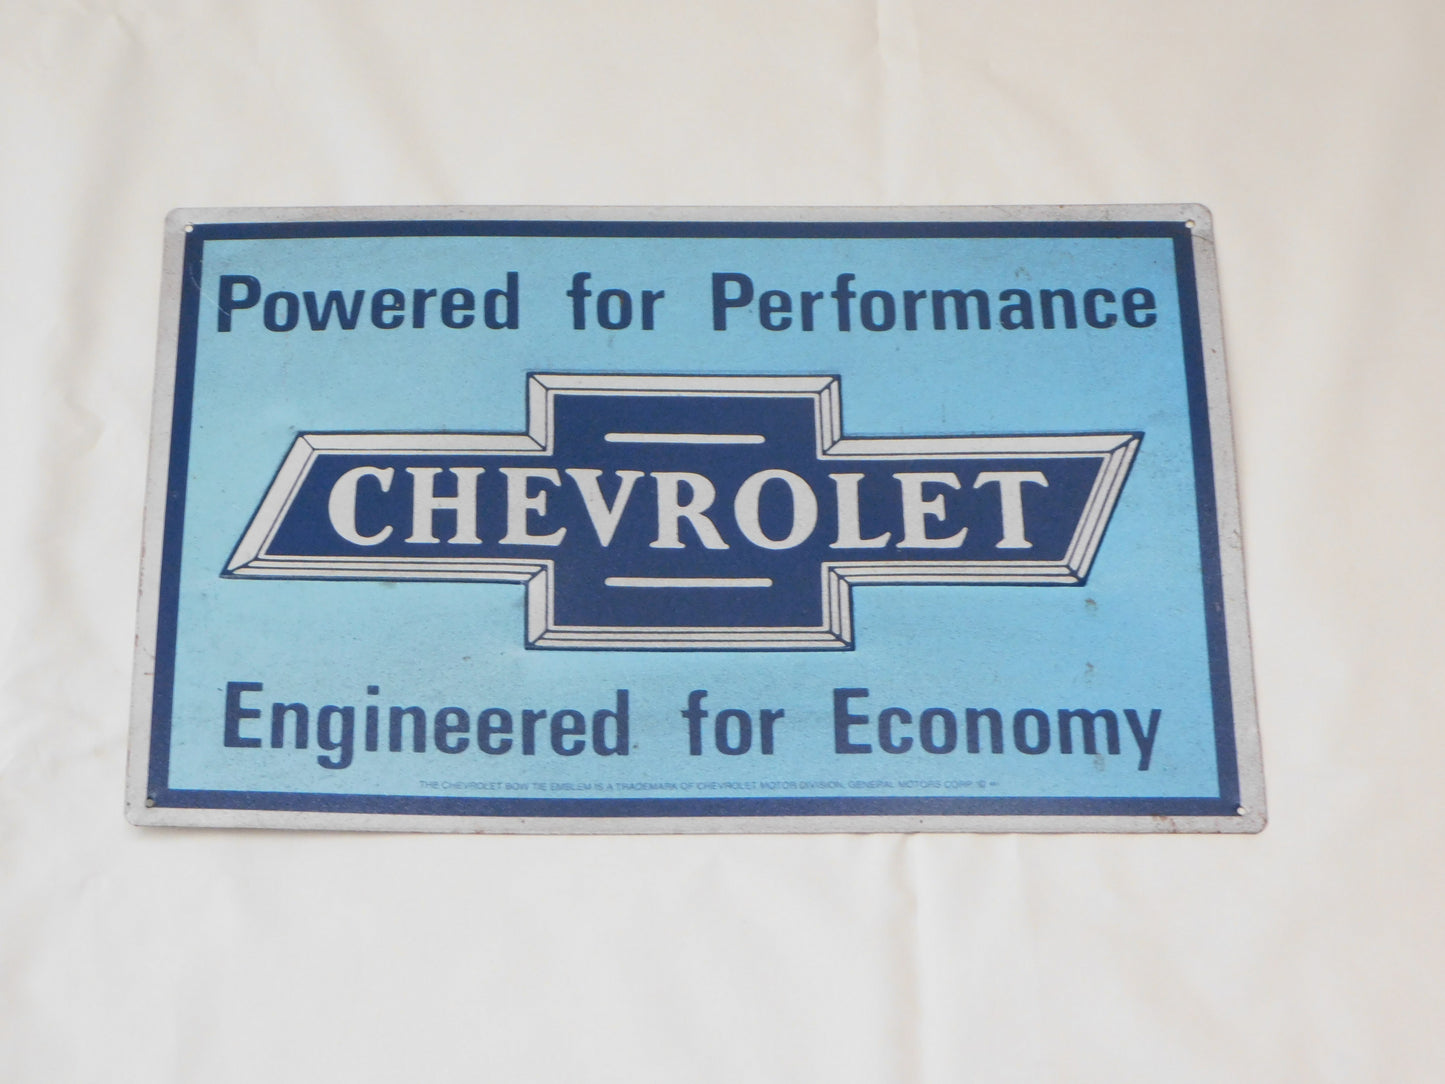 Powered for Performance
CHEVROLET
Engineered for Economy
THE CHEVROLET BOW TIE EMBLEM IS A TRADEMARK OF CHEVROLET MOTOR DIVISION, GENERAL MOTORS CORP. ©